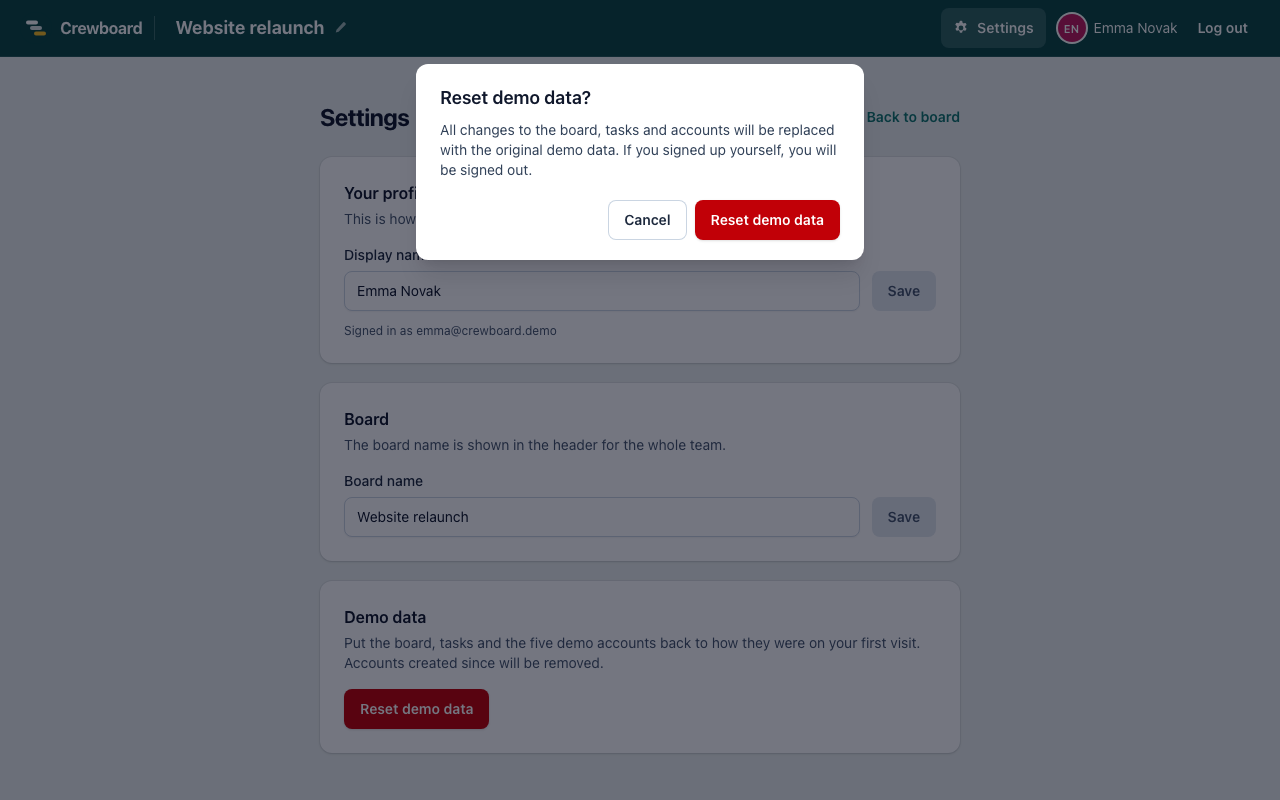 Crewboard
Website relaunch
Settings
EN
Emma Novak
Log out
Reset demo data?
All changes to the board, tasks and accounts will be replaced
with the original demo data. If you signed up yourself, you will
be signed out.
Cancel
Reset demo data
Settings
Back to board
Your
This is how
Display
Emma Novak
Save
Signed in as emma@crewboard.demo
Board
The board name is shown in the header for the whole team.
Board name
Website relaunch
Save
Demo data
Put the board, tasks and the five demo accounts back to how they were on your first visit.
Accounts created since will be removed.
Reset demo data